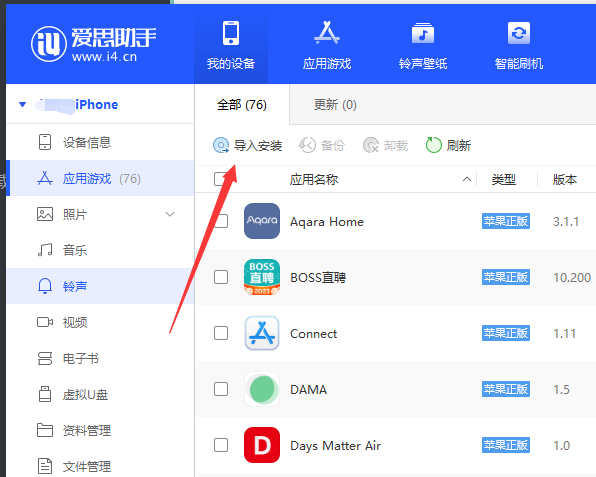 爱思助手
www.i4.cn
我的设备
应用游戏
铃声壁纸
智能刷机
iPhone
设备信息
应用游戏 (76)
照片
音乐
铃声
视频
电子书
虚拟U盘
资料管理
文件管理
全部 (76)
更新 (0)
导入安装
备份
卸载
刷新
应用名称
类型
版本
Aqara
Aqara Home
苹果正版
3.1.1
BOSS
直聘
2023
BOSS直聘
苹果正版
10.200
Connect
苹果正版
1.11
DAMA
苹果正版
1.5
D
Days Matter Air
苹果正版
1.0